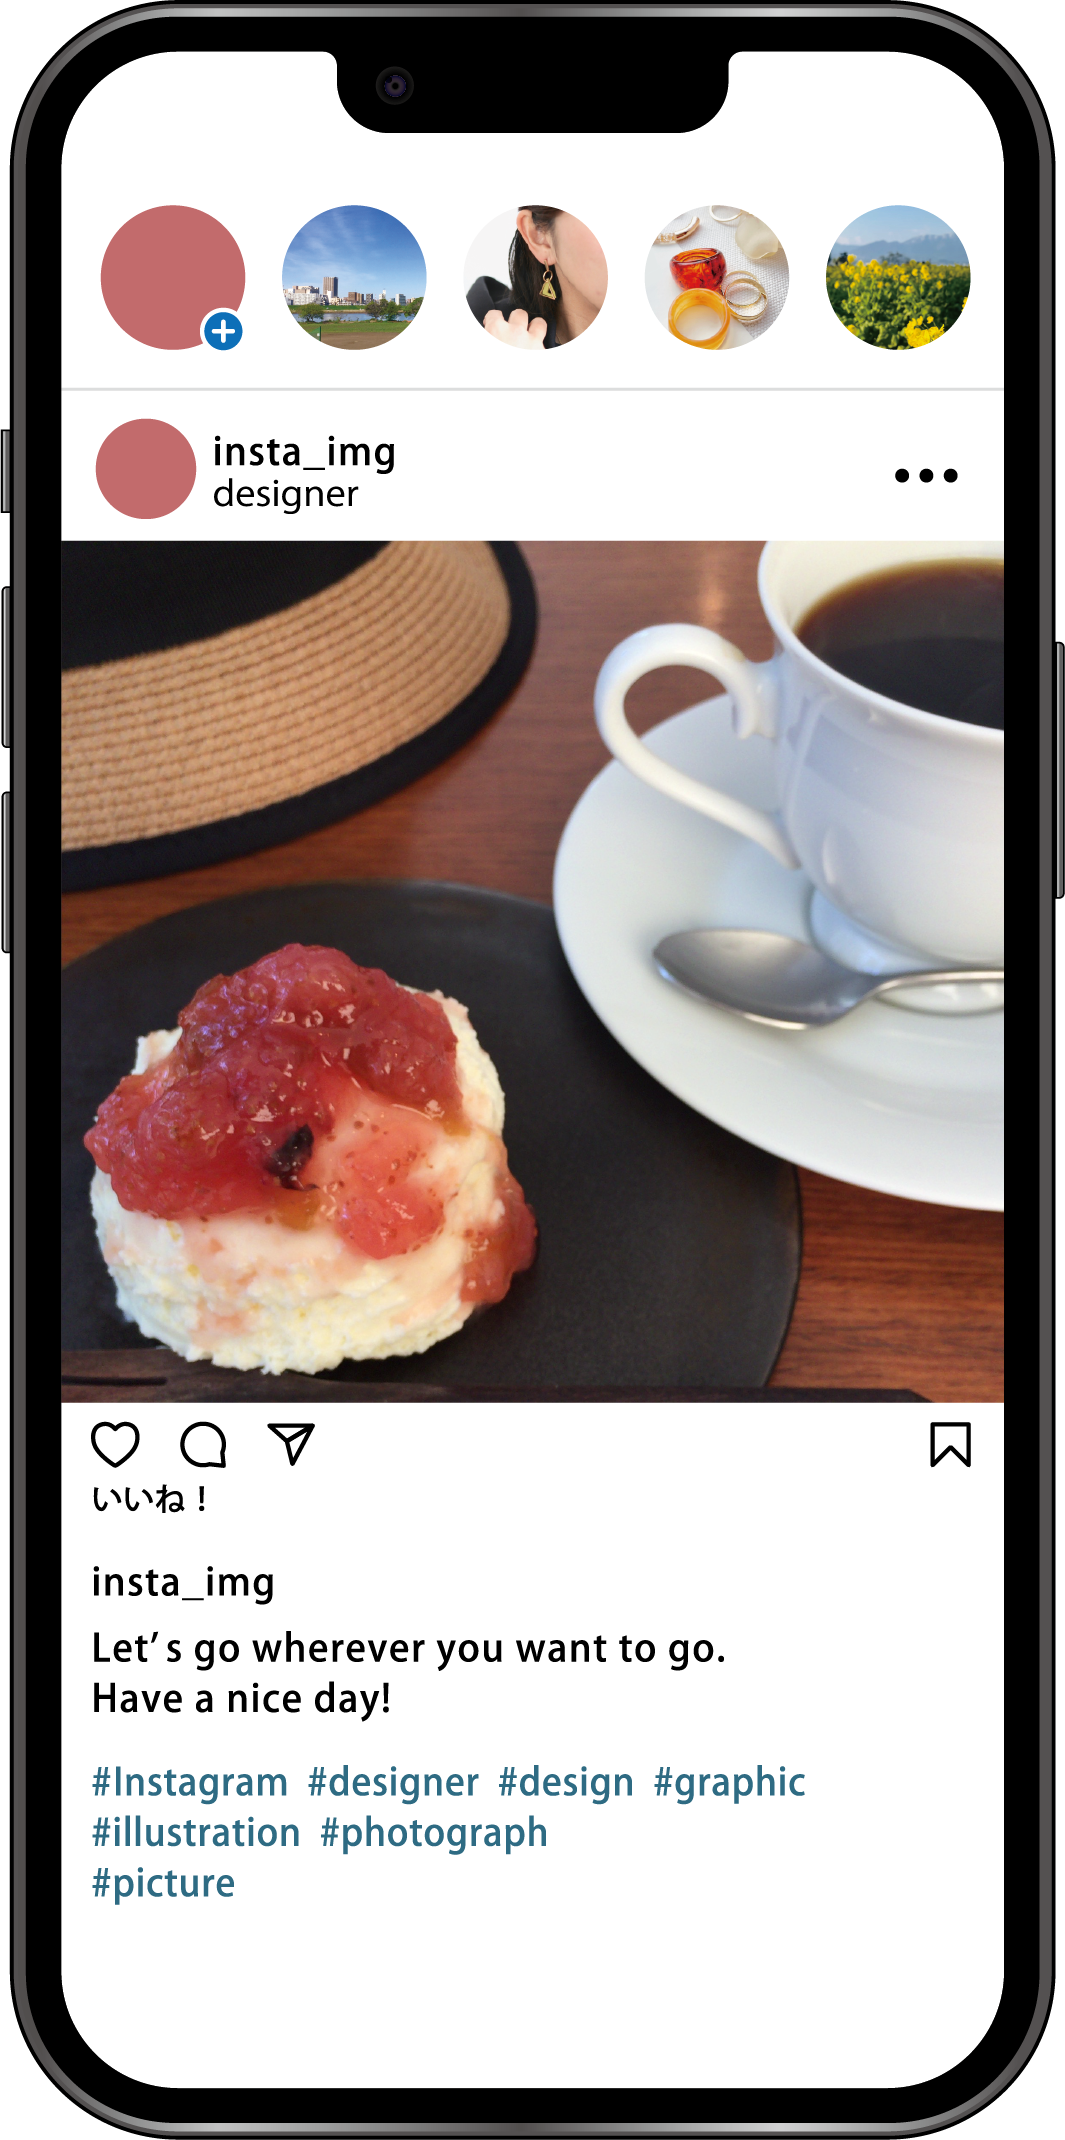 insta_img
designer
いいね！
insta_img
Let’s go wherever you want to go.
Have a nice day!
#Instagram #designer #design #graphic
#illustration #photograph
#picture